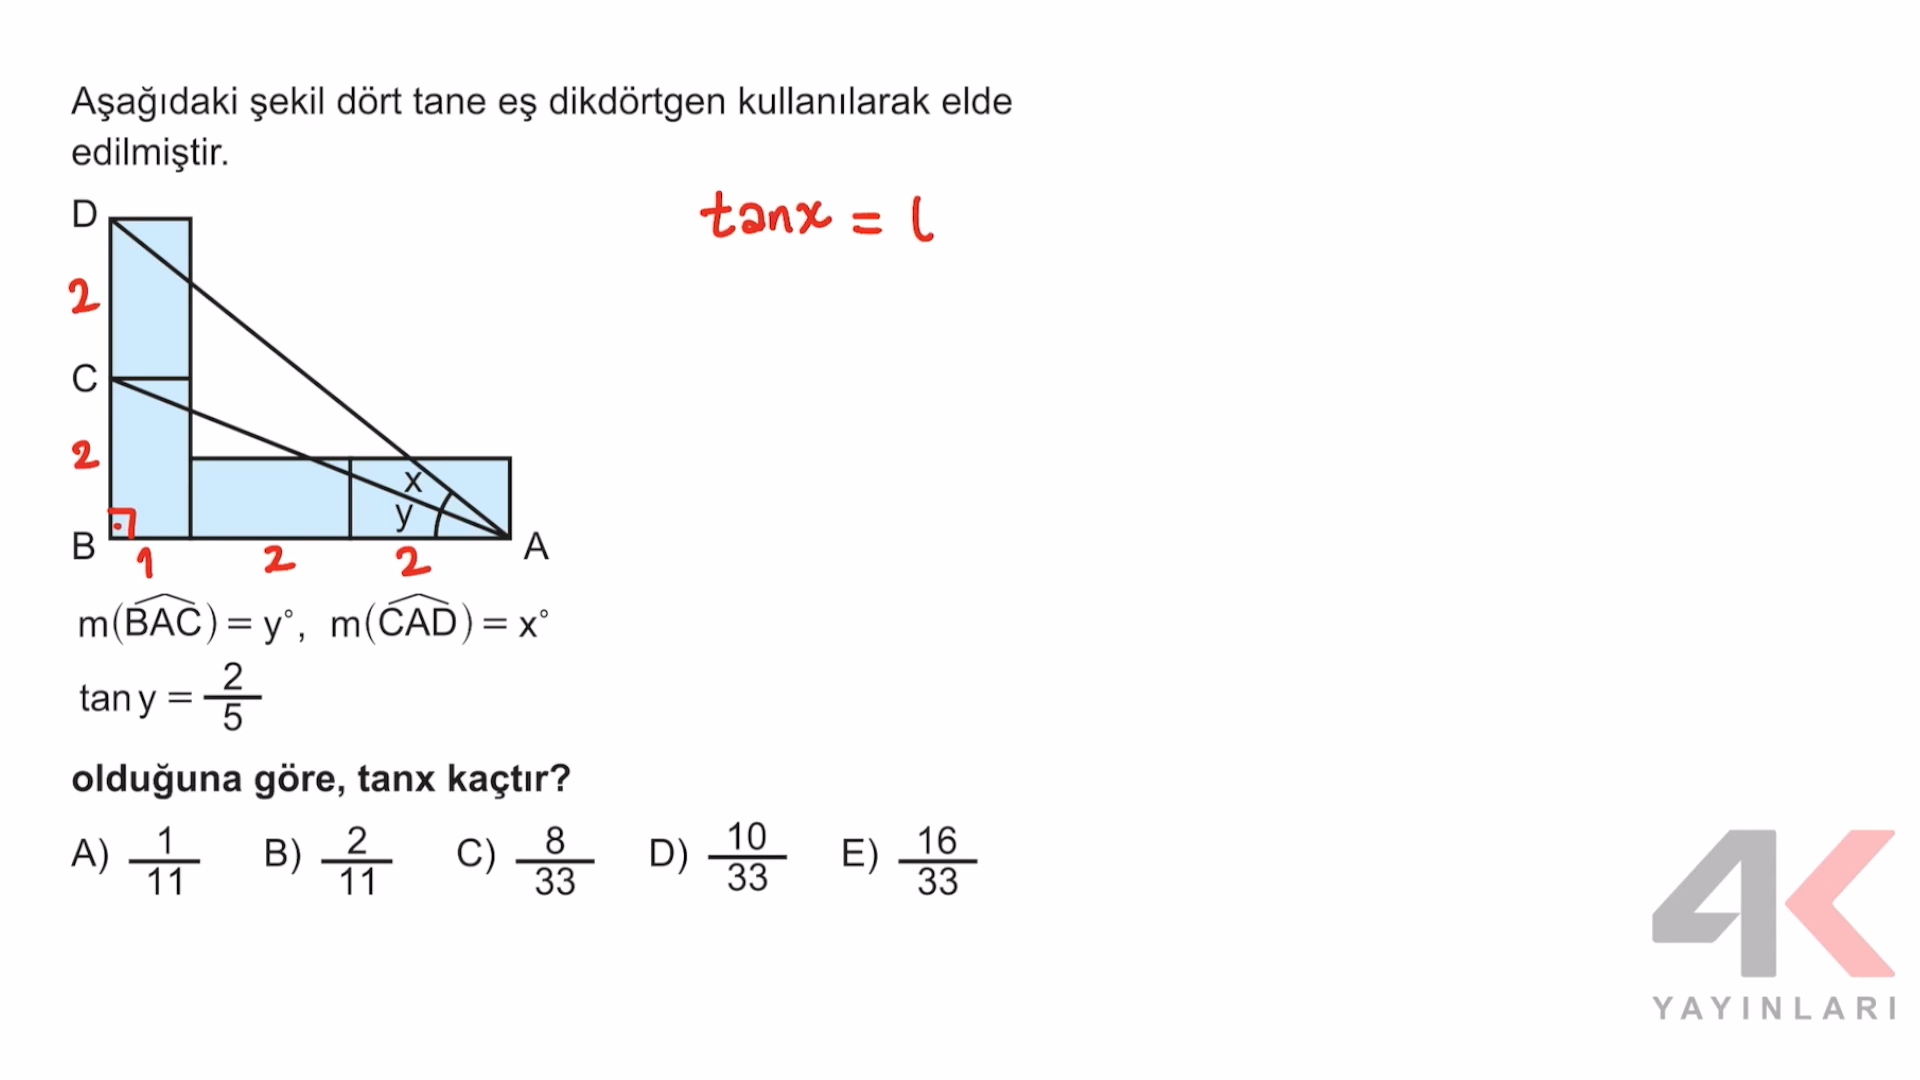 Aşağıdaki şekil dört tane eş dikdörtgen kullanılarak elde
edilmiştir.
tanx = (
D
2
C
2
x
y
B
A
1 2 2
m(BAC) = y°, m(CAD) = x°
tan y = 2/5
olduğuna göre, tanx kaçtır?
A) 1/11 B) 2/11 C) 8/33 D) 10/33 E) 16/33
4K
YAYINLARI